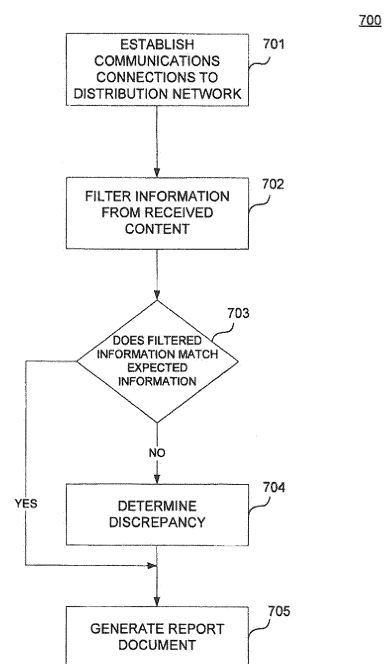 700
ESTABLISH
COMMUNICATIONS
CONNECTIONS TO
DISTRIBUTION NETWORK
701
FILTER INFORMATION
FROM RECEIVED
CONTENT
702
DOES FILTERED
INFORMATION MATCH
EXPECTED
INFORMATION
703
NO
YES
DETERMINE
DISCREPANCY
704
GENERATE REPORT
DOCUMENT
705